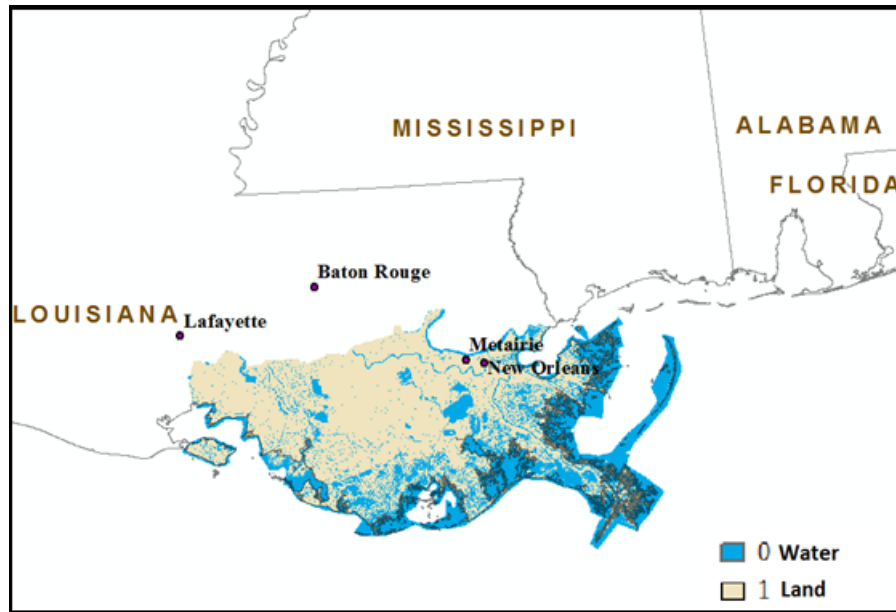 MISSISSIPPI
ALABAMA
FLORIDA
Baton Rouge
LOUISIANA
Lafayette
Metairie
New Orleans
0 Water
1 Land